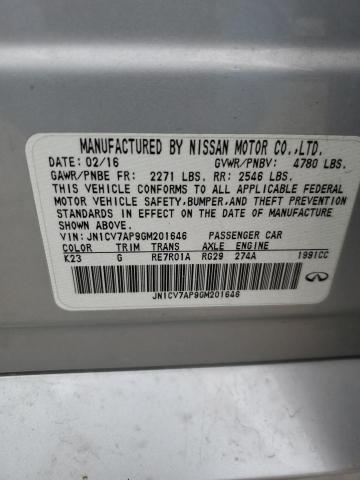 MANUFACTURED BY NISSAN MOTOR CO.,LTD.
DATE: 02/16 GVWR/PNBV: 4780 LBS.
GAWR/PNBE FR: 2271 LBS. RR: 2546 LBS.
THIS VEHICLE CONFORMS TO ALL APPLICABLE FEDERAL
MOTOR VEHICLE SAFETY,BUMPER,AND THEFT PREVENTION
STANDARDS IN EFFECT ON THE DATE OF MANUFACTURE
SHOWN ABOVE.
VIN: JN1CV7AP9GM201646 PASSENGER CAR
COLOR TRIM TRANS AXLE ENGINE
K23 G RE7R01A RG29 274A 1991CC
JN1CV7AP9GM201646